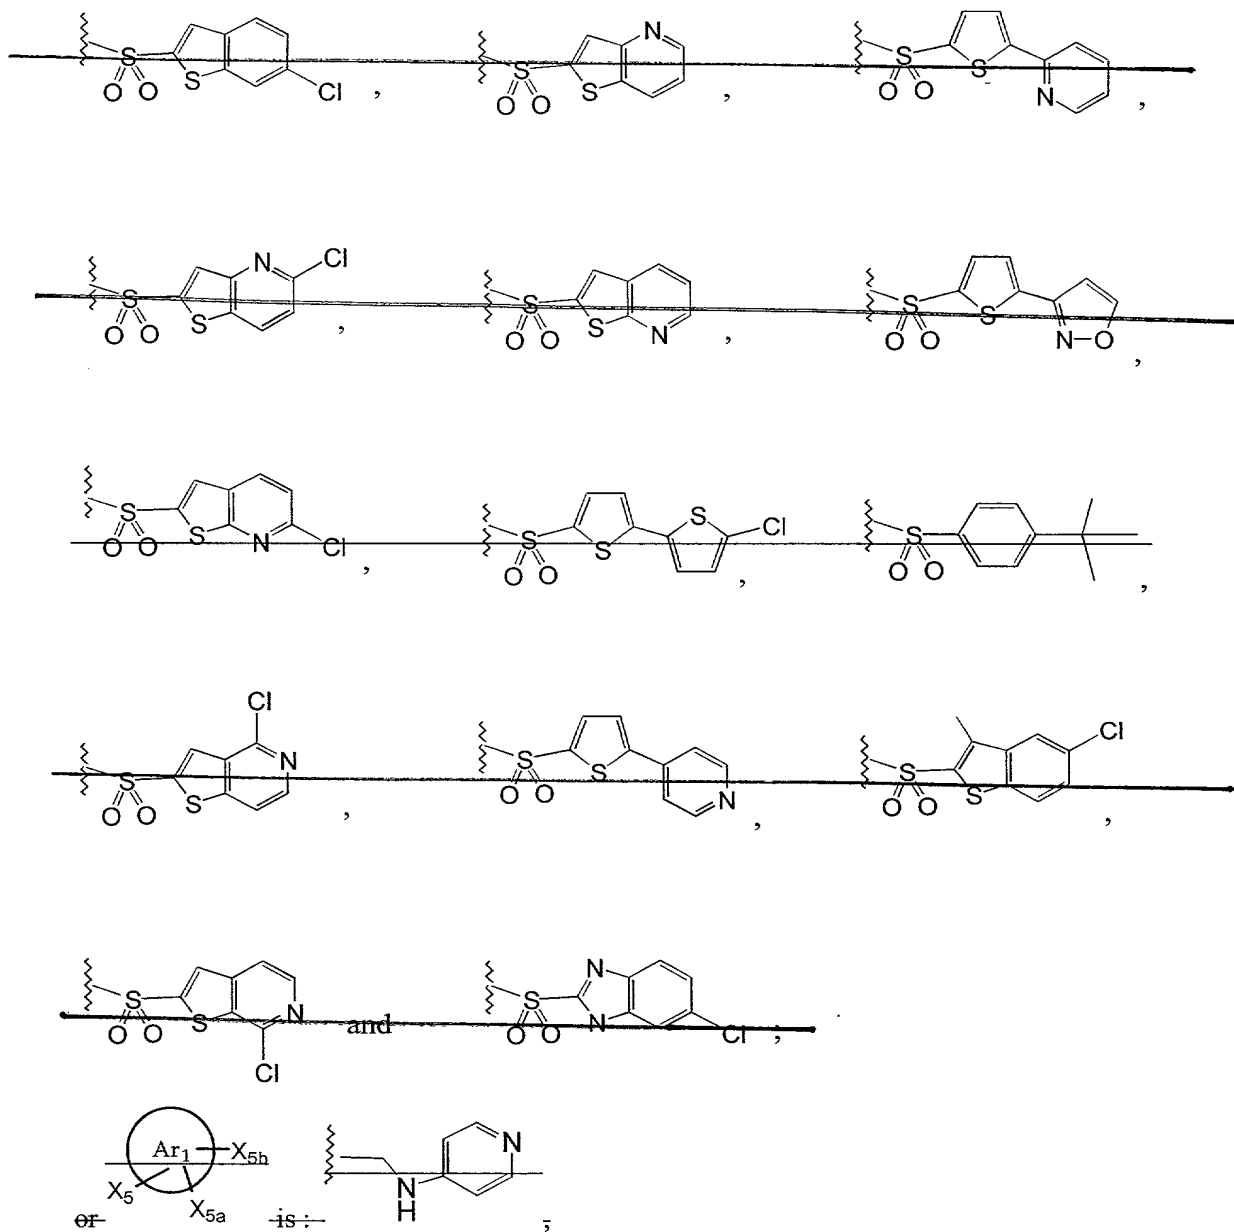 S O O S Cl ,
S O O S N ,
S O O S N ,
S O O S N Cl ,
S O O S N ,
S O O S N O ,
S O O S N Cl ,
S O O S S Cl ,
S O O ,
S O O S Cl N ,
S O O S N ,
S O O S Cl ,
S O O S N Cl and
S O O N N Cl ;
or Ar1 X5 X5a X5b is: N H N ,